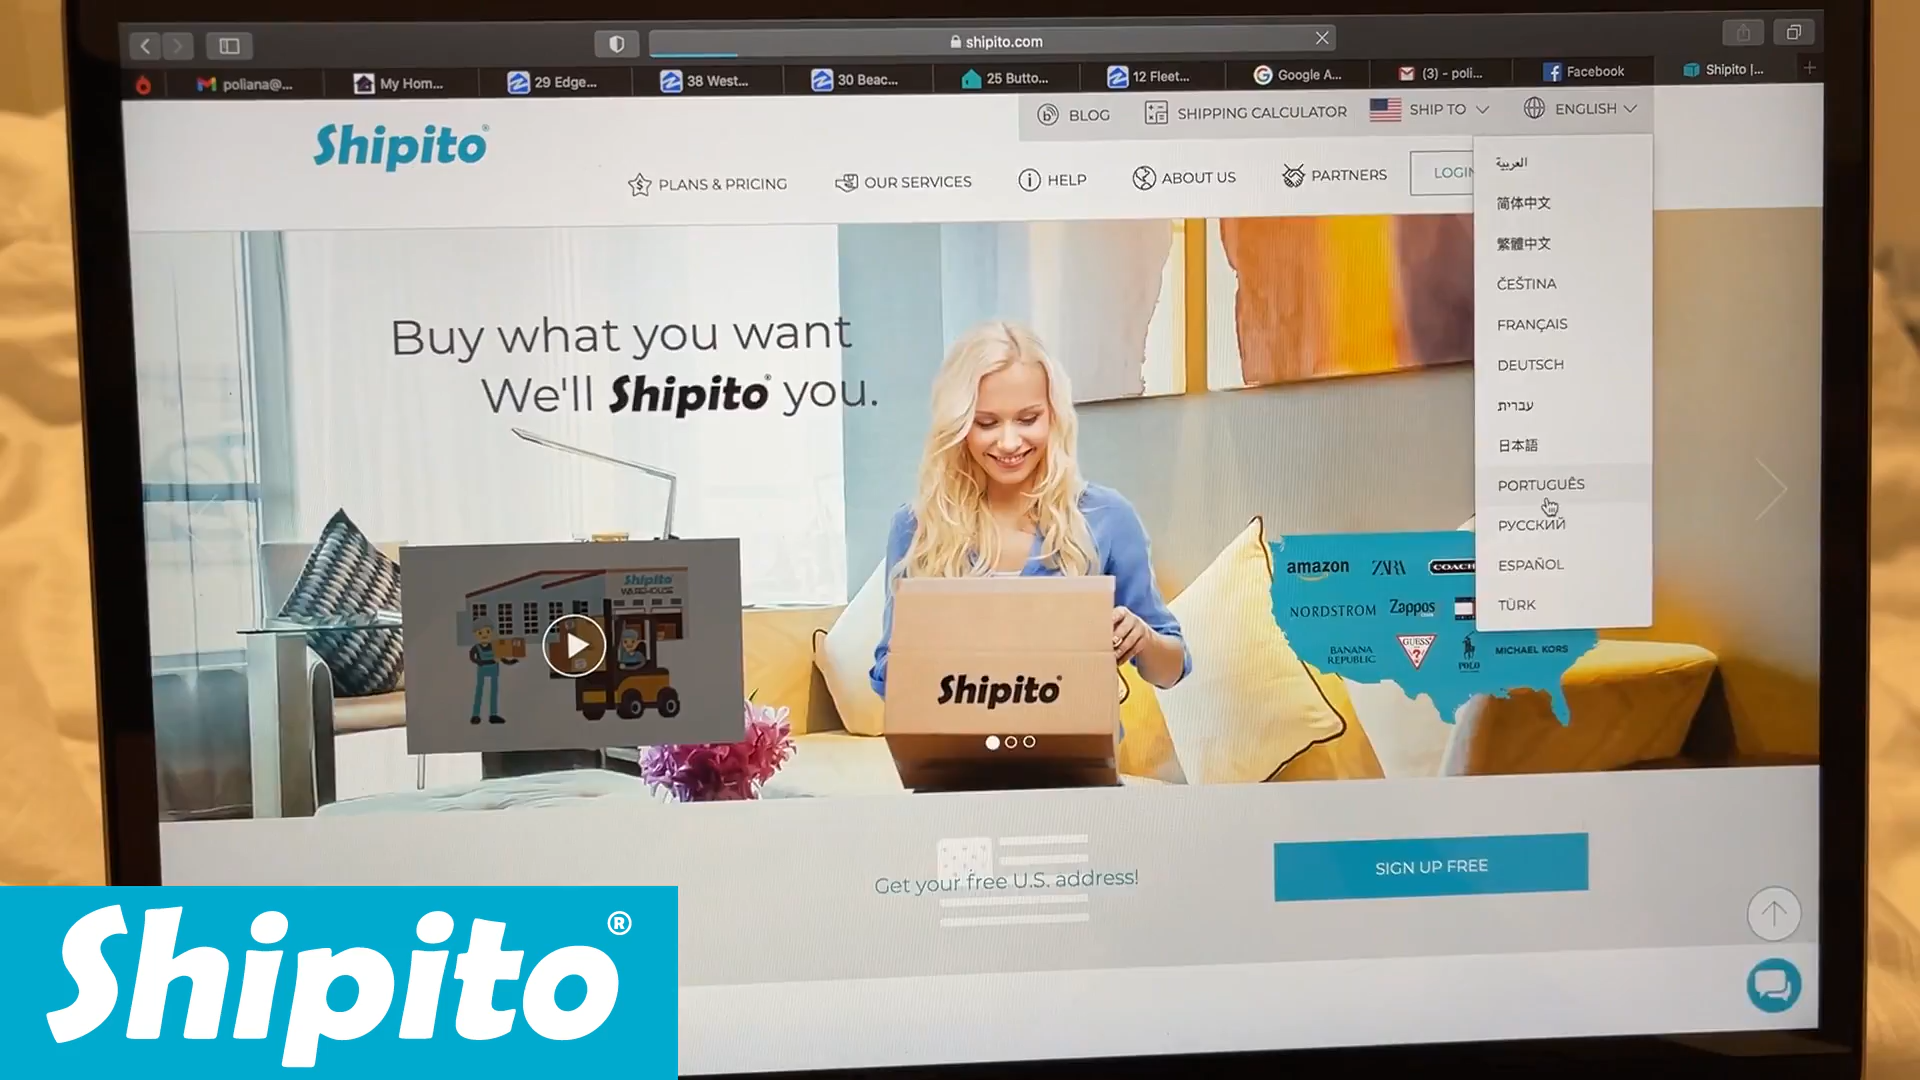 shipito.com
poliana@...
My Hom...
29 Edge...
38 West...
30 Beac...
25 Butto...
12 Fleet...
Google A...
(3) - poli...
Facebook
Shipito |...
BLOG
SHIPPING CALCULATOR
SHIP TO
ENGLISH
Shipito®
PLANS & PRICING
OUR SERVICES
HELP
ABOUT US
PARTNERS
LOGIN
العربية
简体中文
繁體中文
ČEŠTINA
FRANÇAIS
DEUTSCH
עברית
日本語
PORTUGUÊS
РУССКИЙ
ESPAÑOL
TÜRK
Buy what you want
We'll Shipito® you.
Shipito
WAREHOUSE
Shipito
amazon
ZARA
COACH
NORDSTROM
Zappos
BANANA
REPUBLIC
GUESS
?
POLO
MICHAEL KORS
Get your free U.S. address!
SIGN UP FREE
Shipito®